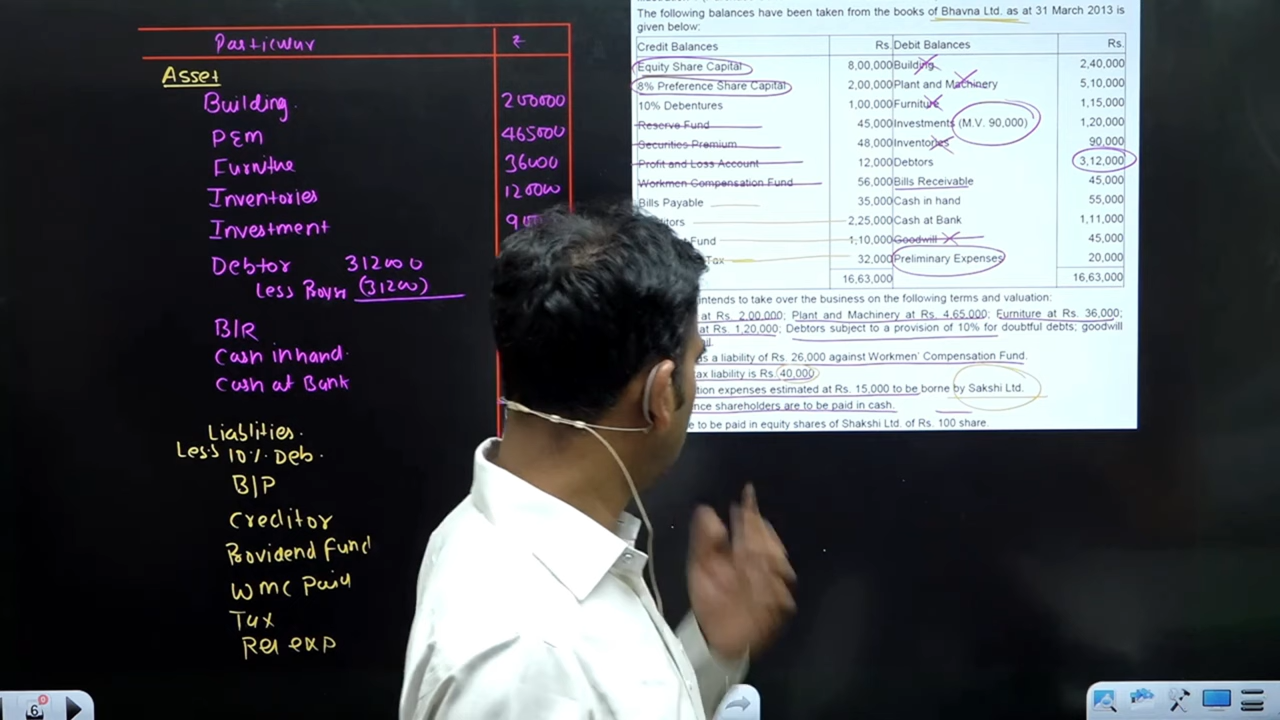 Particular ₹
Asset
Building. 200000
P&M 465000
Furniture 36000
Inventories 120000
Investment
Debtor 312000
Less Provi (31200)
B/R
Cash in hand.
Cash at Bank
Liablities.
Less 10% Deb.
B/P
Creditor
Providend Fund
WMC Paid
Tax
Rei exp
The following balances have been taken from the books of Bhavna Ltd. as at 31 March 2013 is
given below:
Credit Balances Rs. Debit Balances Rs.
Equity Share Capital 8,00,000 Building 2,40,000
8% Preference Share Capital 2,00,000 Plant and Machinery 5,10,000
10% Debentures 1,00,000 Furniture 1,15,000
Reserve Fund 45,000 Investments (M.V. 90,000) 1,20,000
Securities Premium 48,000 Inventories 90,000
Profit and Loss Account 12,000 Debtors 3,12,000
Workmen Compensation Fund 56,000 Bills Receivable 45,000
Bills Payable 35,000 Cash in hand 55,000
itors 2,25,000 Cash at Bank 1,11,000
Fund 1,10,000 Goodwill 45,000
Tax 32,000 Preliminary Expenses 20,000
16,63,000 16,63,000
intends to take over the business on the following terms and valuation:
at Rs. 2,00,000; Plant and Machinery at Rs. 4,65,000; Furniture at Rs. 36,000;
at Rs. 1,20,000; Debtors subject to a provision of 10% for doubtful debts; goodwill
as a liability of Rs. 26,000 against Workmen' Compensation Fund.
tax liability is Rs. 40,000
tion expenses estimated at Rs. 15,000 to be borne by Sakshi Ltd.
nce shareholders are to be paid in cash.
e to be paid in equity shares of Shakshi Ltd. of Rs. 100 share.
6